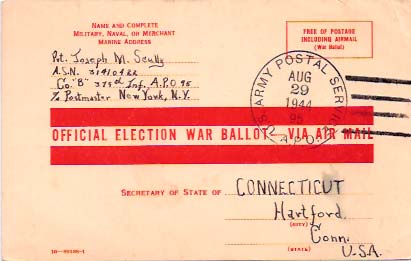 NAME AND COMPLETE
MILITARY, NAVAL, OR MERCHANT
MARINE ADDRESS
FREE OF POSTAGE
INCLUDING AIRMAIL
(War Ballot)
Pvt. Joseph M. Scully
A.S.N. 31410422
Co. "B" 379th Inf. A.P.O 95
c/o Postmaster New York, N.Y.
U.S. ARMY POSTAL SERVICE
AUG
29
1944
95
A.P.O.
OFFICIAL ELECTION WAR BALLOT—VIA AIR MAIL
SECRETARY OF STATE OF CONNECTICUT
Hartford
(CITY)
Conn.
(STATE)
U.S.A.